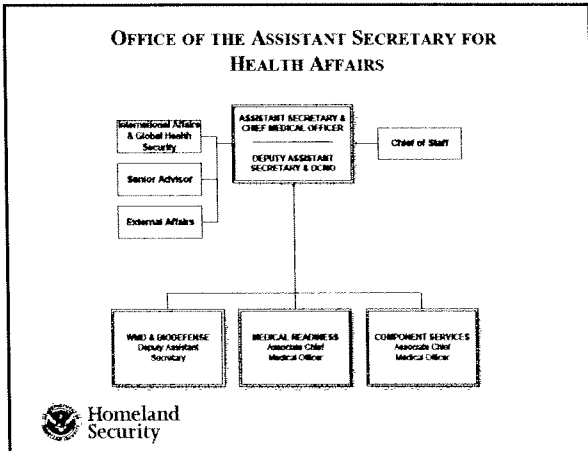 OFFICE OF THE ASSISTANT SECRETARY FOR
HEALTH AFFAIRS
International Affairs
& Global Health
Security
Senior Advisor
External Affairs
ASSISTANT SECRETARY &
CHIEF MEDICAL OFFICER
DEPUTY ASSISTANT
SECRETARY & DCMO
Chief of Staff
WMD & BIODEFENSE
Deputy Assistant
Secretary
MEDICAL READINESS
Associate Chief
Medical Officer
COMPONENT SERVICES
Associate Chief
Medical Officer
Homeland
Security